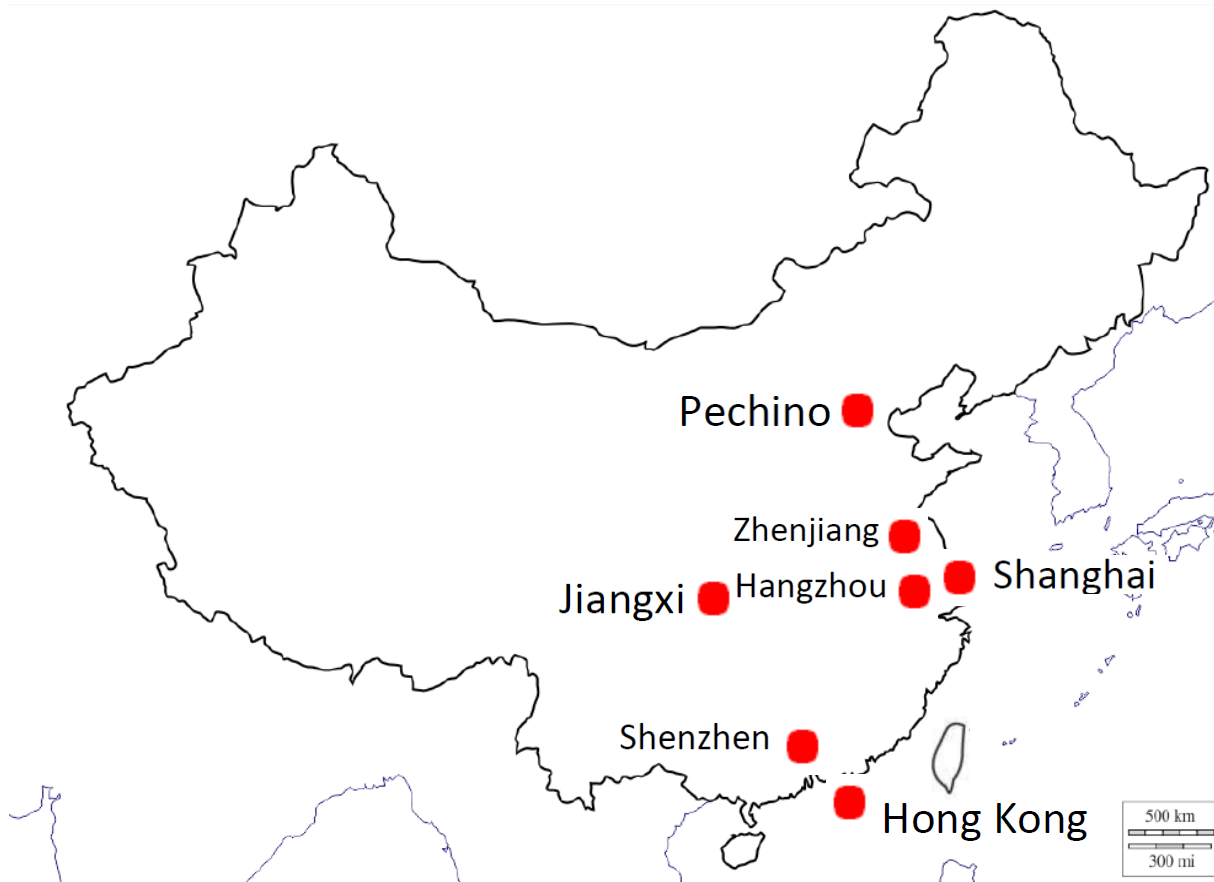 Pechino
Zhenjiang
Shanghai
Hangzhou
Jiangxi
Shenzhen
Hong Kong
500 km
300 mi